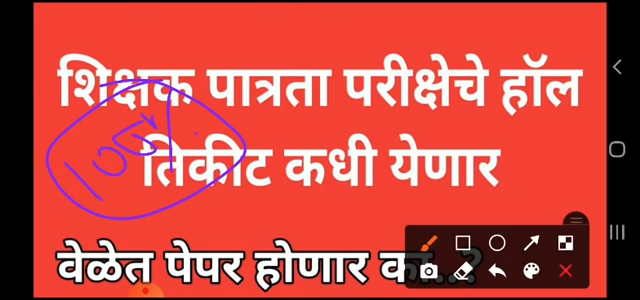 शिक्षक पात्रता परीक्षेचे हॉल
तिकीट कधी येणार
वेळेत पेपर होणार का..?